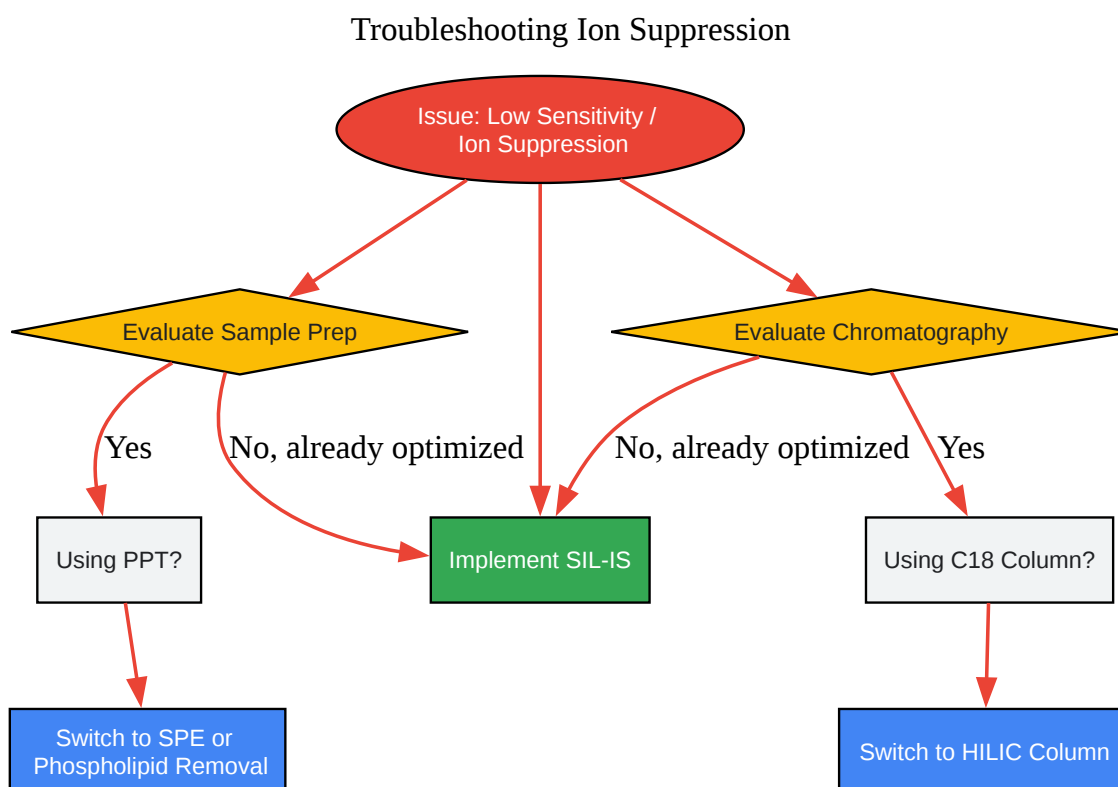 Troubleshooting Ion Suppression
Issue: Low Sensitivity /
Ion Suppression
Evaluate Sample Prep
Evaluate Chromatography
Yes
No, already optimized
No, already optimized
Yes
Using PPT?
Implement SIL-IS
Using C18 Column?
Switch to SPE or
Phospholipid Removal
Switch to HILIC Column